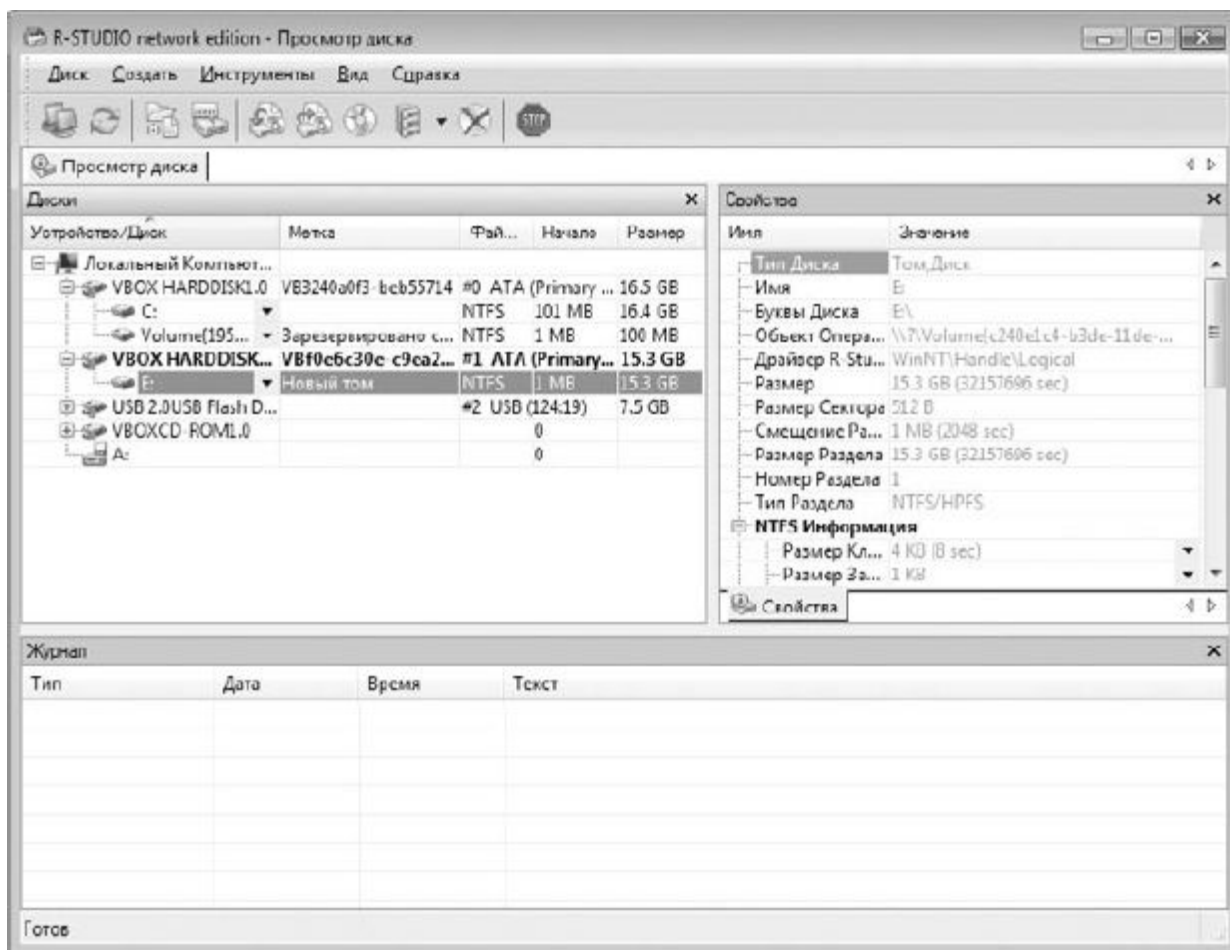 R-STUDIO network edition - Просмотр диска
Диск Создать Инструменты Вид Справка
STOP
Просмотр диска
Диски
Устройство/Диск Метка Фай... Начало Размер
Локальный Компьют...
VBOX HARDDISK1.0 VB3240a0f3-bcb55714 #0 ATA (Primary ... 16.5 GB
C: NTFS 101 MB 16.4 GB
Volume(195... Зарезервировано с... NTFS 1 MB 100 MB
VBOX HARDDISK... VBf0e6c30e-c9ca2... #1 ATA (Primary... 15.3 GB
E: Новый том NTFS 1 MB 15.3 GB
USB 2.0USB Flash D... #2 USB (124:19) 7.5 GB
VBOXCD-ROM1.0 0
A: 0
Свойства
Имя Значение
Тип Диска Том,Диск
Имя E:
Буквы Диска E:\
Объект Опера... \\?\Volume{c240e1c4-b3de-11de-...
Драйвер R-Stu... WinNT\Handle\Logical
Размер 15.3 GB (32157696 sec)
Размер Сектора 512 B
Смещение Ра... 1 MB (2048 sec)
Размер Раздела 15.3 GB (32157696 sec)
Номер Раздела 1
Тип Раздела NTFS/HPFS
NTFS Информация
Размер Кл... 4 KB (8 sec)
Размер За... 1 KB
Свойства
Журнал
Тип Дата Время Текст
Готов